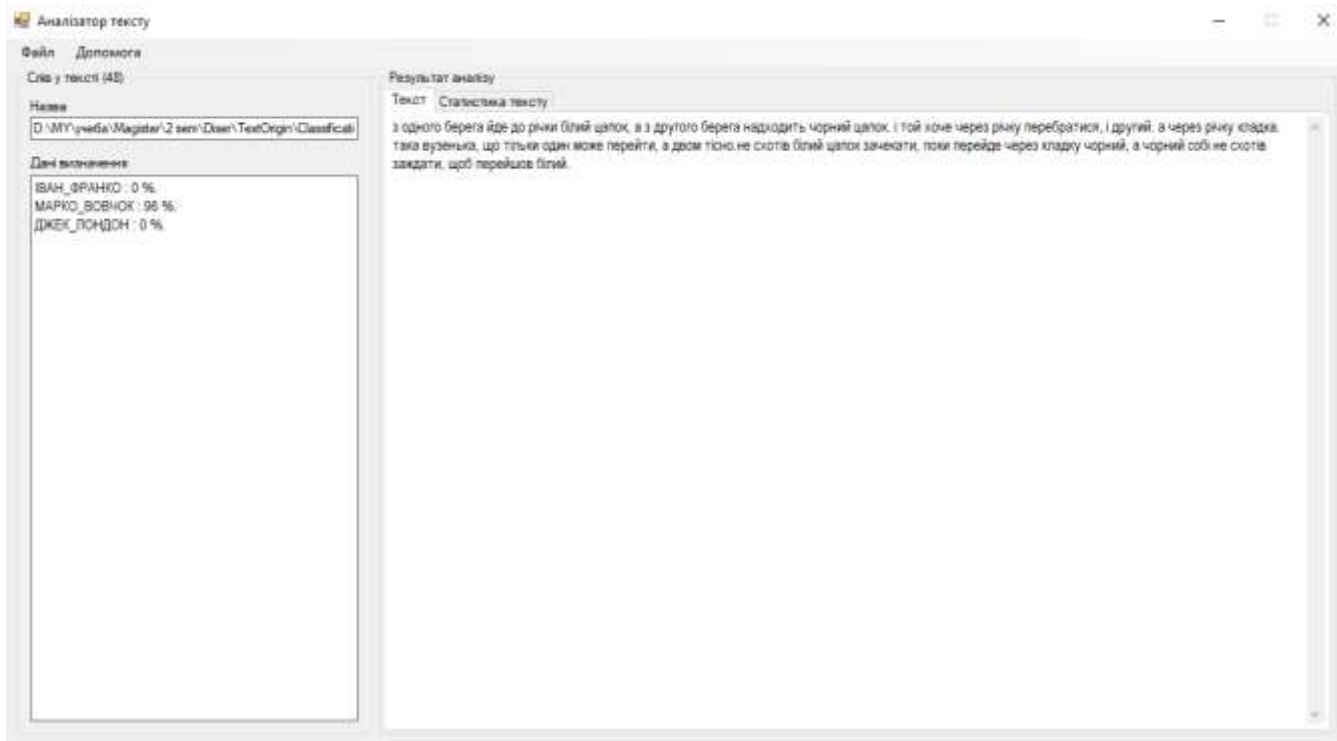 Аналізатор тексту
Файл Допомога
Слів у тексті (48)
Назва
D:\MY\учеба\Magister\2 sem\Diser\TextOrigin\Classificati
Дані визначення
ІВАН_ФРАНКО : 0 %.
МАРКО_ВОВЧОК : 96 %.
ДЖЕК_ЛОНДОН : 0 %.
Результат аналізу
Текст Статистика тексту
з одного берега йде до річки білий цапок, а з другого берега надходить чорний цапок. і той хоче через річку перебратися, і другий. а через річку кладка.
така вузенька, що тільки один може перейти, а двом тісно.не схотів білий цапок зачекати, поки перейде через кладку чорний, а чорний собі не схотів
заждати, щоб перейшов білий.